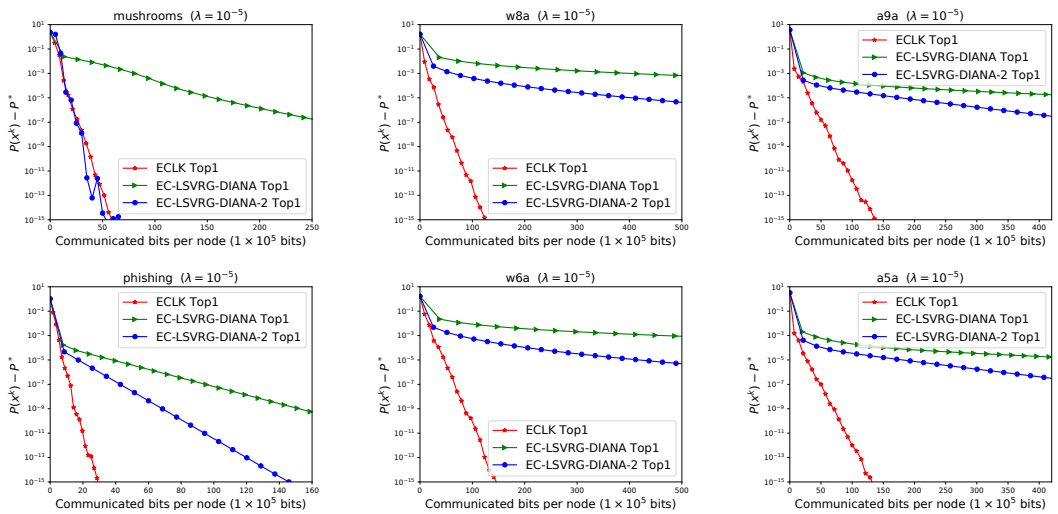 mushrooms (λ = 10⁻⁵)
P(xᵏ) − P*
10¹
10⁻¹
10⁻³
10⁻⁵
10⁻⁷
10⁻⁹
10⁻¹¹
10⁻¹³
10⁻¹⁵
ECLK Top1
EC-LSVRG-DIANA Top1
EC-LSVRG-DIANA-2 Top1
0 50 100 150 200 250
Communicated bits per node (1 × 10⁵ bits)
w8a (λ = 10⁻⁵)
10¹
10⁻¹
10⁻³
10⁻⁵
10⁻⁷
10⁻⁹
10⁻¹¹
10⁻¹³
10⁻¹⁵
ECLK Top1
EC-LSVRG-DIANA Top1
EC-LSVRG-DIANA-2 Top1
0 100 200 300 400 500
Communicated bits per node (1 × 10⁵ bits)
a9a (λ = 10⁻⁵)
10¹
10⁻¹
10⁻³
10⁻⁵
10⁻⁷
10⁻⁹
10⁻¹¹
10⁻¹³
10⁻¹⁵
ECLK Top1
EC-LSVRG-DIANA Top1
EC-LSVRG-DIANA-2 Top1
0 50 100 150 200 250 300 350 400
Communicated bits per node (1 × 10⁵ bits)
phishing (λ = 10⁻⁵)
P(xᵏ) − P*
10¹
10⁻¹
10⁻³
10⁻⁵
10⁻⁷
10⁻⁹
10⁻¹¹
10⁻¹³
10⁻¹⁵
ECLK Top1
EC-LSVRG-DIANA Top1
EC-LSVRG-DIANA-2 Top1
0 20 40 60 80 100 120 140 160
Communicated bits per node (1 × 10⁵ bits)
w6a (λ = 10⁻⁵)
10¹
10⁻¹
10⁻³
10⁻⁵
10⁻⁷
10⁻⁹
10⁻¹¹
10⁻¹³
10⁻¹⁵
ECLK Top1
EC-LSVRG-DIANA Top1
EC-LSVRG-DIANA-2 Top1
0 100 200 300 400 500
Communicated bits per node (1 × 10⁵ bits)
a5a (λ = 10⁻⁵)
10¹
10⁻¹
10⁻³
10⁻⁵
10⁻⁷
10⁻⁹
10⁻¹¹
10⁻¹³
10⁻¹⁵
ECLK Top1
EC-LSVRG-DIANA Top1
EC-LSVRG-DIANA-2 Top1
0 50 100 150 200 250 300 350 400
Communicated bits per node (1 × 10⁵ bits)